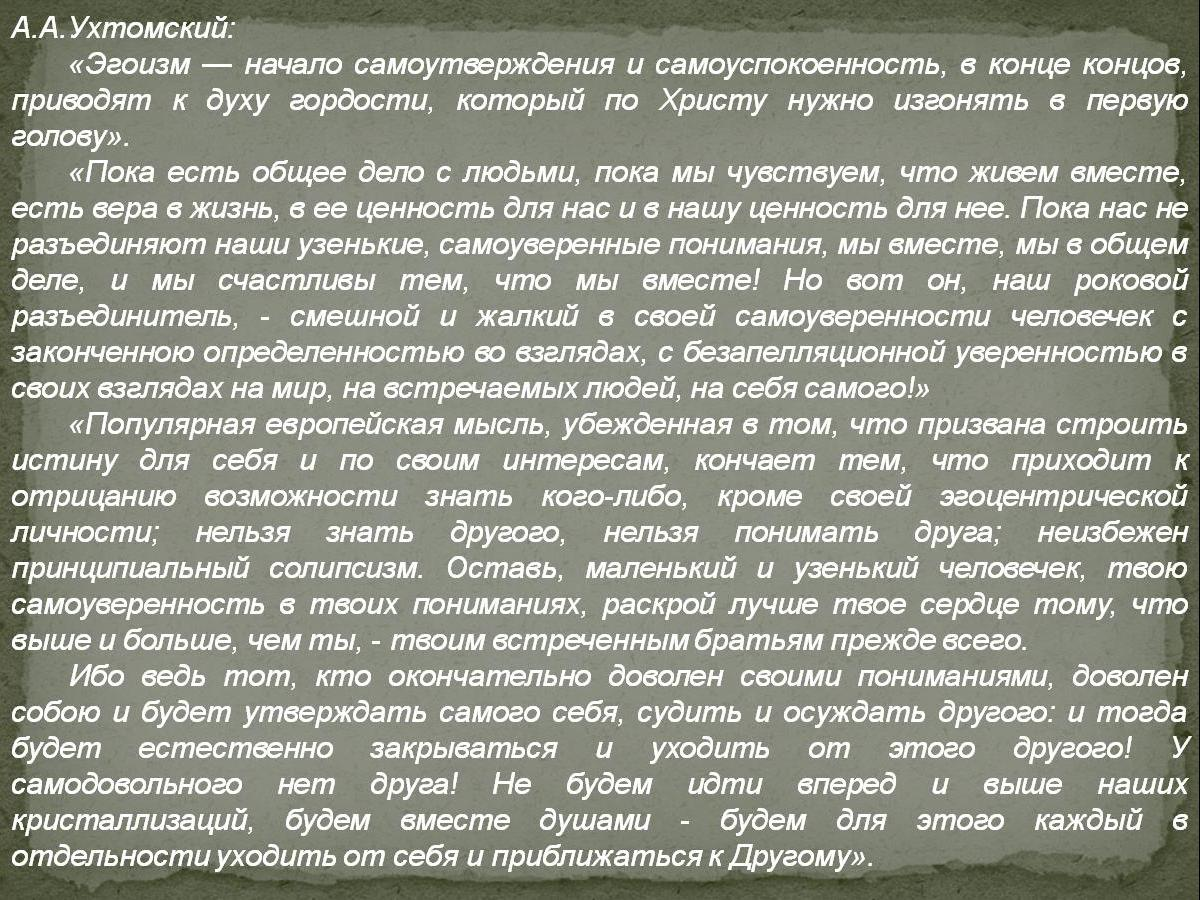 А.А.Ухтомский:
«Эгоизм — начало самоутверждения и самоуспокоенность, в конце концов,
приводят к духу гордости, который по Христу нужно изгонять в первую
голову».
«Пока есть общее дело с людьми, пока мы чувствуем, что живем вместе,
есть вера в жизнь, в ее ценность для нас и в нашу ценность для нее. Пока нас не
разъединяют наши узенькие, самоуверенные понимания, мы вместе, мы в общем
деле, и мы счастливы тем, что мы вместе! Но вот он, наш роковой
разъединитель, - смешной и жалкий в своей самоуверенности человечек с
законченною определенностью во взглядах, с безапелляционной уверенностью в
своих взглядах на мир, на встречаемых людей, на себя самого!»
«Популярная европейская мысль, убежденная в том, что призвана строить
истину для себя и по своим интересам, кончает тем, что приходит к
отрицанию возможности знать кого-либо, кроме своей эгоцентрической
личности; нельзя знать другого, нельзя понимать друга; неизбежен
принципиальный солипсизм. Оставь, маленький и узенький человечек, твою
самоуверенность в твоих пониманиях, раскрой лучше твое сердце тому, что
выше и больше, чем ты, - твоим встреченным братьям прежде всего.
Ибо ведь тот, кто окончательно доволен своими пониманиями, доволен
собою и будет утверждать самого себя, судить и осуждать другого: и тогда
будет естественно закрываться и уходить от этого другого! У
самодовольного нет друга! Не будем идти вперед и выше наших
кристаллизаций, будем вместе душами - будем для этого каждый в
отдельности уходить от себя и приближаться к Другому».